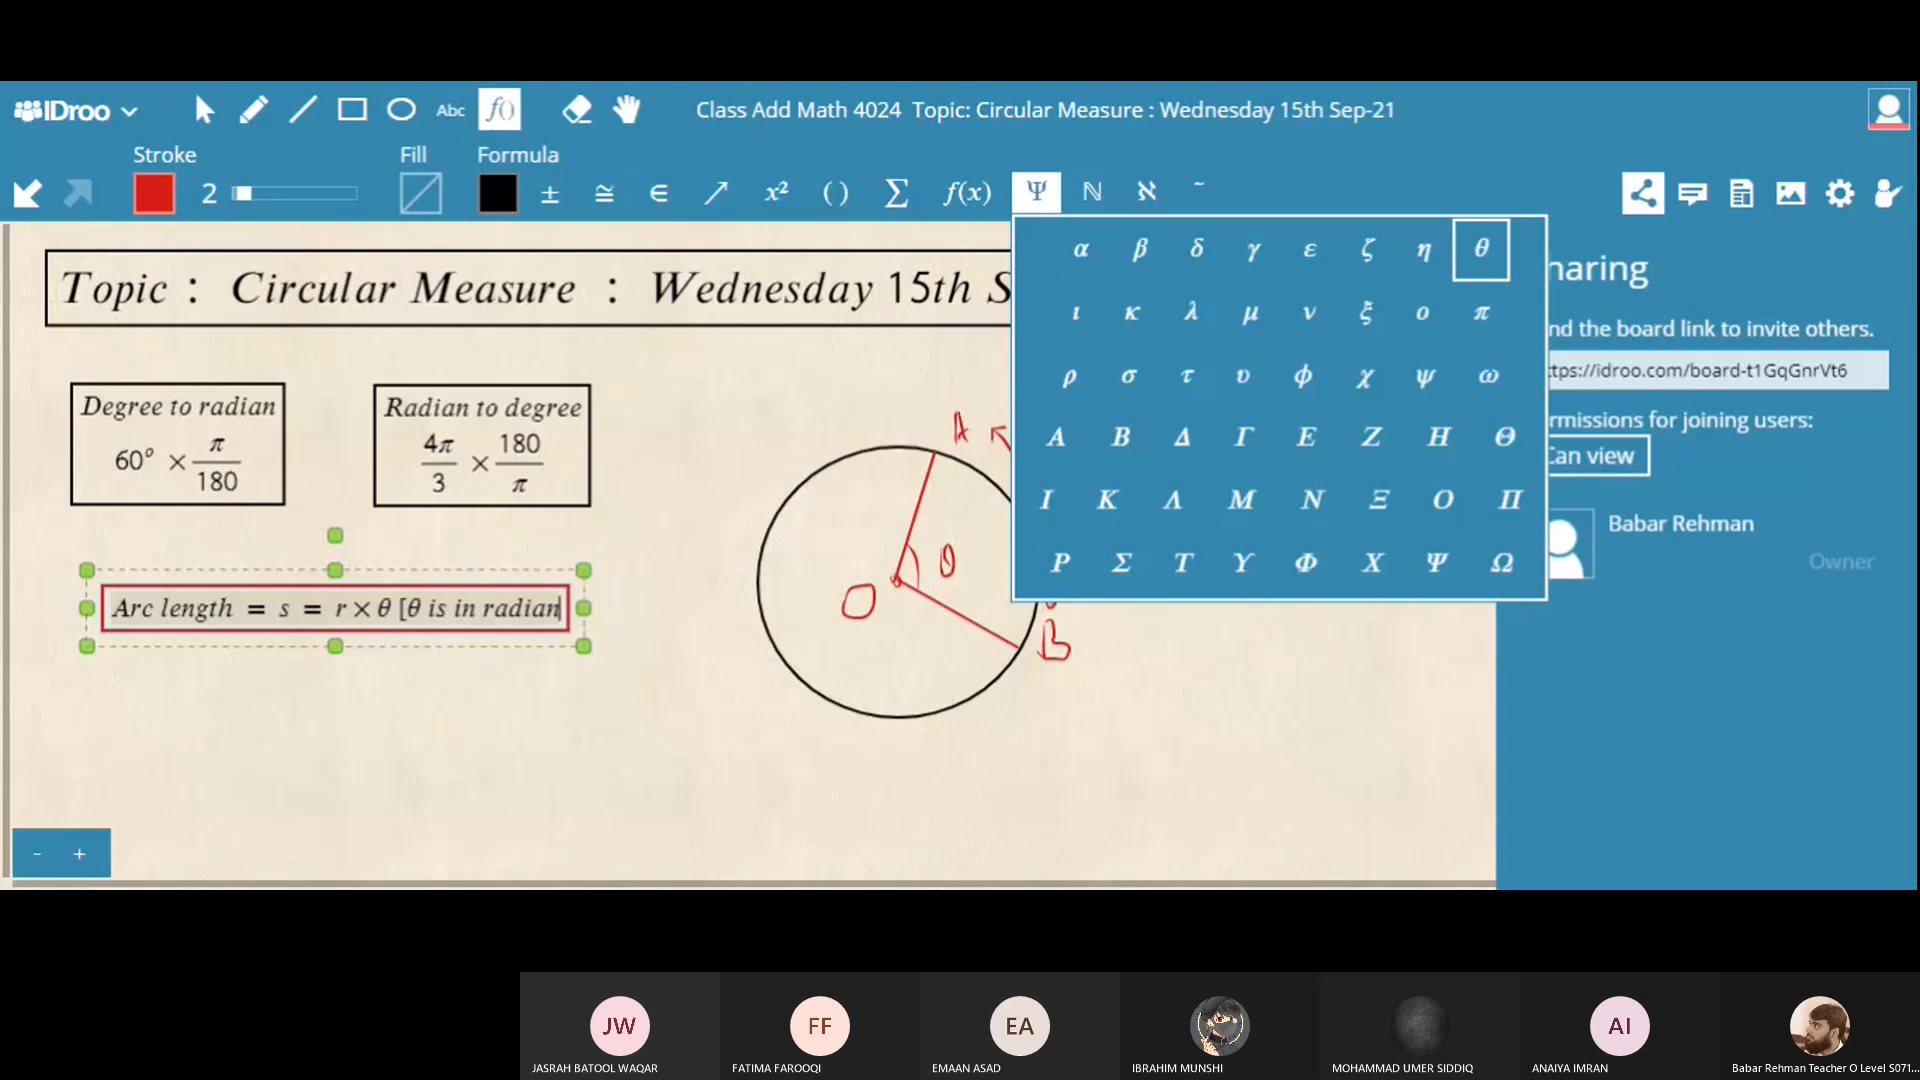 IDroo
Abc
f()
Class Add Math 4024 Topic: Circular Measure : Wednesday 15th Sep-21
Stroke
Fill
Formula
2
± ≅ ∈ x² ( ) ∑ f(x) Ψ ℕ ℵ ~
Topic : Circular Measure : Wednesday 15th S
α β δ γ ε ζ η θ
ι κ λ μ ν ξ ο π
ρ σ τ υ ϕ χ ψ ω
Α Β Δ Γ Ε Ζ Η Θ
Ι Κ Λ Μ Ν Ξ Ο Π
Ρ Σ Τ Υ Φ Χ Ψ Ω
haring
nd the board link to invite others.
ttps://idroo.com/board-t1GqGnrVt6
rmissions for joining users:
Can view
Babar Rehman
Owner
Degree to radian
60° × π/180
Radian to degree
4π/3 × 180/π
Arc length = s = r × θ [θ is in radian
A
θ
O
B
- +
JW
JASRAH BATOOL WAQAR
FF
FATIMA FAROOQI
EA
EMAAN ASAD
IBRAHIM MUNSHI
MOHAMMAD UMER SIDDIQ
AI
ANAIYA IMRAN
Babar Rehman Teacher O Level S071...